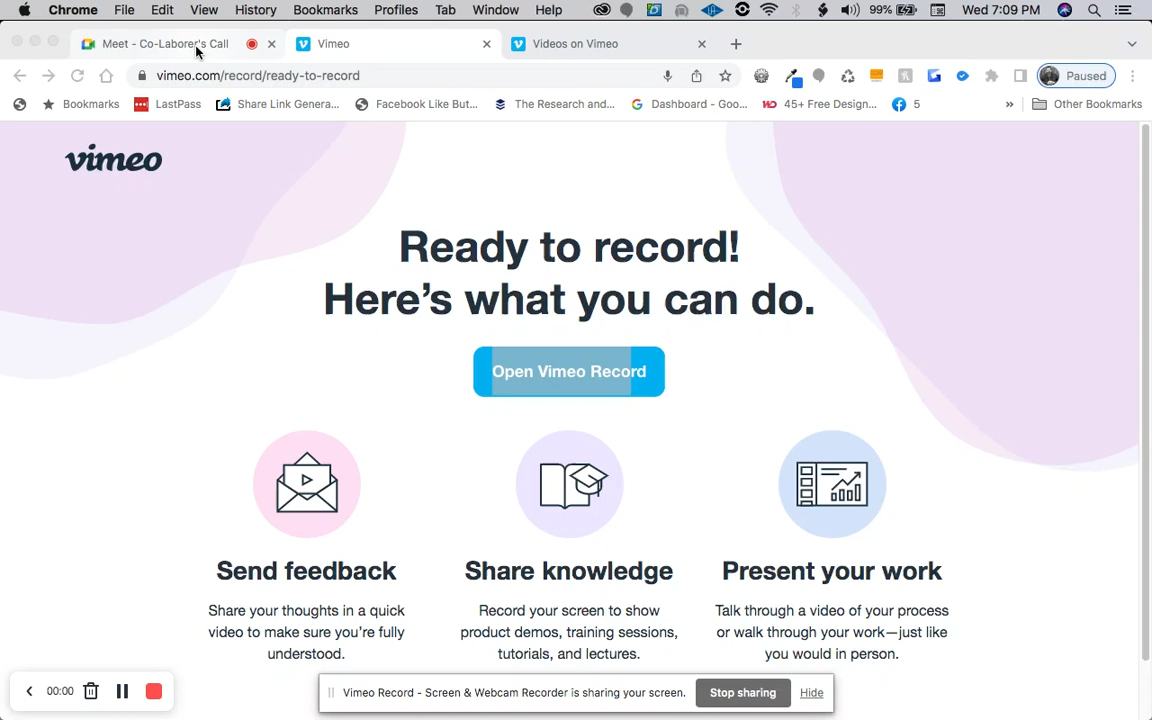 Chrome File Edit View History Bookmarks Profiles Tab Window Help 99% Wed 7:09 PM
Meet - Co-Laborer's Call
Vimeo
Videos on Vimeo
vimeo.com/record/ready-to-record
Paused
Bookmarks
LastPass
Share Link Genera...
Facebook Like But...
The Research and...
Dashboard - Goo...
45+ Free Design...
5
»
Other Bookmarks
vimeo
Ready to record!
Here's what you can do.
Open Vimeo Record
Send feedback
Share your thoughts in a quick
video to make sure you're fully
understood.
Share knowledge
Record your screen to show
product demos, training sessions,
tutorials, and lectures.
Present your work
Talk through a video of your process
or walk through your work—just like
you would in person.
00:00
Vimeo Record - Screen & Webcam Recorder is sharing your screen.
Stop sharing
Hide